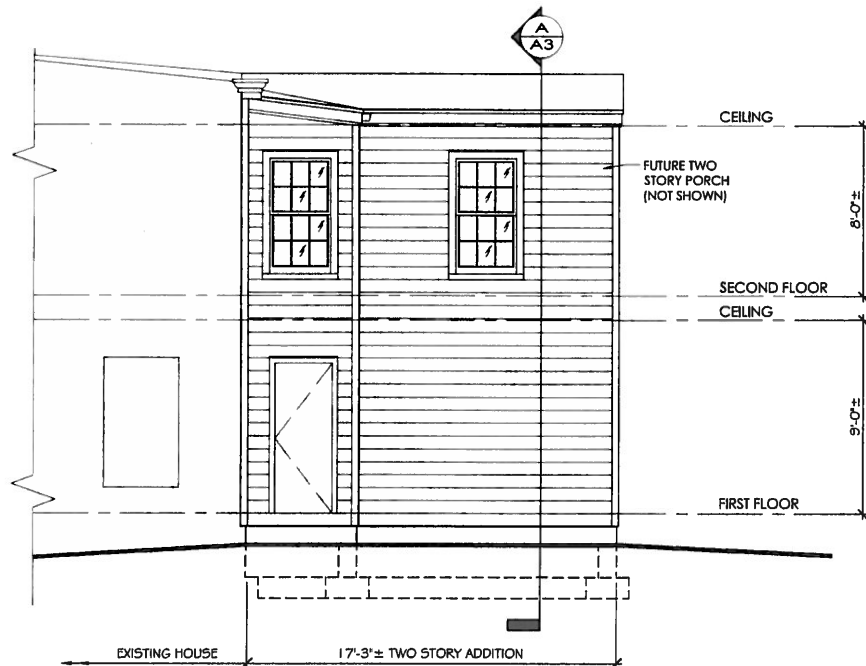 A
A3
CEILING
FUTURE TWO
STORY PORCH
(NOT SHOWN)
8'-0"±
SECOND FLOOR
CEILING
9'-0"±
FIRST FLOOR
EXISTING HOUSE
17'-3"± TWO STORY ADDITION